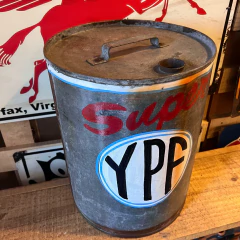 fax, Virg
Super
YPF